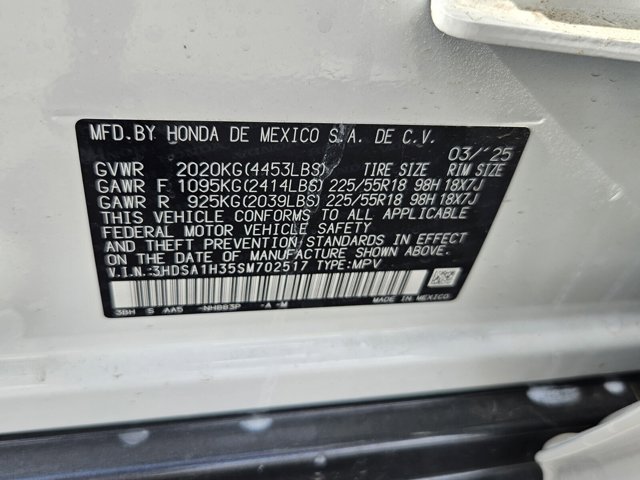 MFD. BY HONDA DE MEXICO S.A. DE C.V.
03/'25
GVWR 2020KG(4453LBS) TIRE SIZE RIM SIZE
GAWR F 1095KG(2414LBS) 225/55R18 98H 18X7J
GAWR R 925KG(2039LBS) 225/55R18 98H 18X7J
THIS VEHICLE CONFORMS TO ALL APPLICABLE
FEDERAL MOTOR VEHICLE SAFETY
AND THEFT PREVENTION STANDARDS IN EFFECT
ON THE DATE OF MANUFACTURE SHOWN ABOVE.
V.I.N.:3HDSA1H35SM702517 TYPE:MPV
MADE IN MEXICO
3BH S AA5 -NH883P -A -M